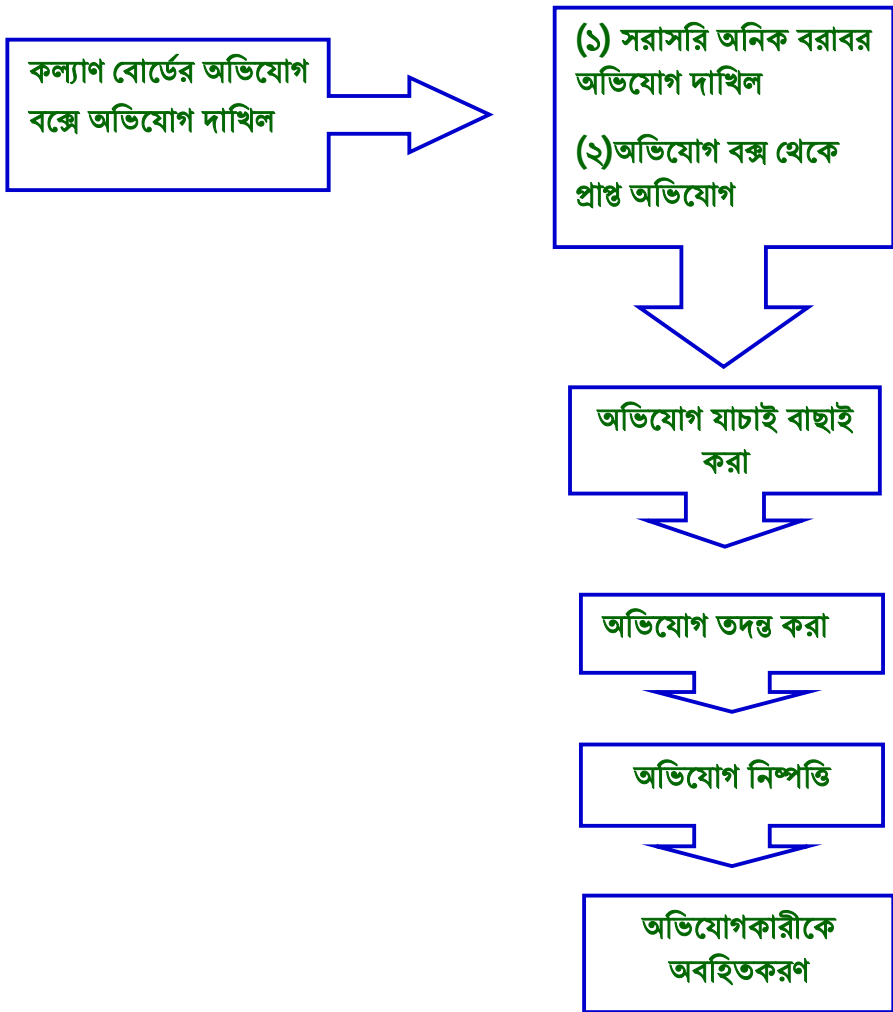 কল্যাণ বোর্ডের অভিযোগ
বক্সে অভিযোগ দাখিল
(১) সরাসরি অনিক বরাবর
অভিযোগ দাখিল
(২)অভিযোগ বক্স থেকে
প্রাপ্ত অভিযোগ
অভিযোগ যাচাই বাছাই
করা
অভিযোগ তদন্ত করা
অভিযোগ নিষ্পত্তি
অভিযোগকারীকে
অবহিতকরণ